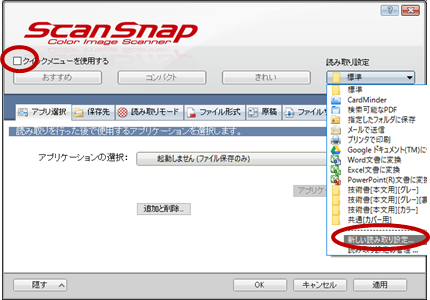 ScanSnap
Color Image Scanner
クイックメニューを使用する
読み取り設定
おすすめ
コンパクト
きれい
標準
標準
CardMinder
検索可能なPDF
指定したフォルダに保存
メールで送信
プリンタで印刷
Googleドキュメント(TM)に
Word文書に変換
Excel文書に変換
PowerPoint(R)文書に変換
技術書[本文用][グレー]
技術書[本文用][グレー][裏
技術書[本文用][カラー]
共通[カバー用]
新しい読み取り設定...
読み取り設定の管理...
アプリ選択
保存先
読み取りモード
ファイル形式
原稿
ファイル
読み取りを行った後で使用するアプリケーションを選択します。
アプリケーションの選択:
起動しません(ファイル保存のみ)
アプリケ
追加と削除...
隠す
OK
キャンセル
適用